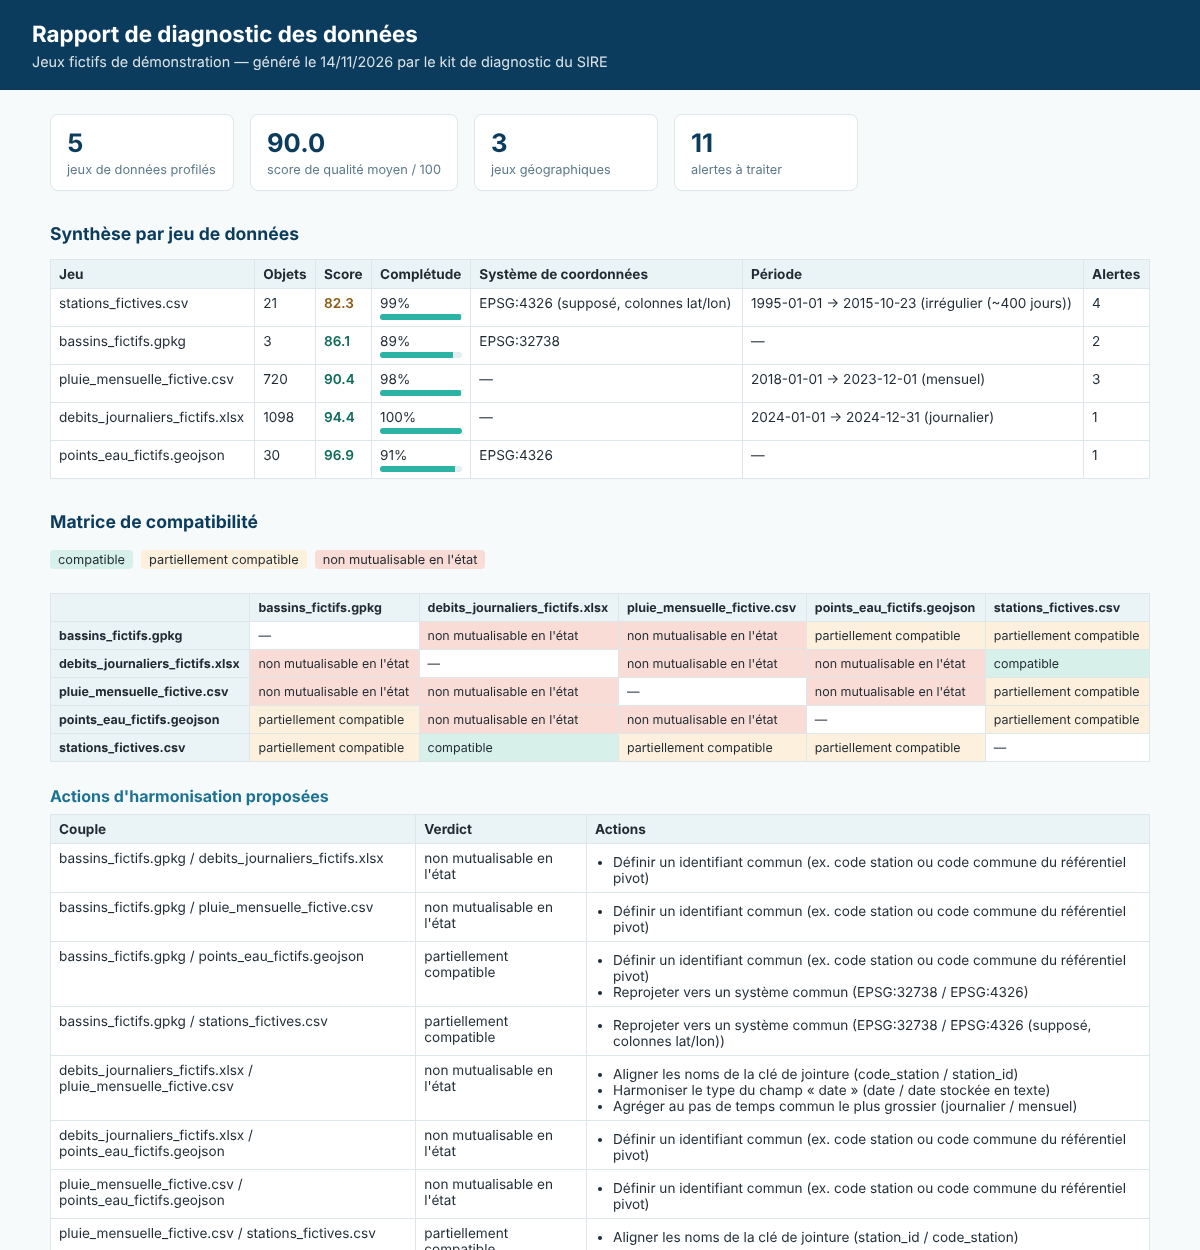 Rapport de diagnostic des données
Jeux fictifs de démonstration — généré le 14/11/2026 par le kit de diagnostic du SIRE
5
jeux de données profilés
90.0
score de qualité moyen / 100
3
jeux géographiques
11
alertes à traiter
Synthèse par jeu de données
Jeu Objets Score Complétude Système de coordonnées Période Alertes
stations_fictives.csv 21 82.3 99% EPSG:4326 (supposé, colonnes lat/lon) 1995-01-01 → 2015-10-23 (irrégulier (~400 jours)) 4
bassins_fictifs.gpkg 3 86.1 89% EPSG:32738 — 2
pluie_mensuelle_fictive.csv 720 90.4 98% — 2018-01-01 → 2023-12-01 (mensuel) 3
debits_journaliers_fictifs.xlsx 1098 94.4 100% — 2024-01-01 → 2024-12-31 (journalier) 1
points_eau_fictifs.geojson 30 96.9 91% EPSG:4326 — 1
Matrice de compatibilité
compatible partiellement compatible non mutualisable en l'état
bassins_fictifs.gpkg debits_journaliers_fictifs.xlsx pluie_mensuelle_fictive.csv points_eau_fictifs.geojson stations_fictives.csv
bassins_fictifs.gpkg — non mutualisable en l'état non mutualisable en l'état partiellement compatible partiellement compatible
debits_journaliers_fictifs.xlsx non mutualisable en l'état — non mutualisable en l'état non mutualisable en l'état compatible
pluie_mensuelle_fictive.csv non mutualisable en l'état non mutualisable en l'état — non mutualisable en l'état partiellement compatible
points_eau_fictifs.geojson partiellement compatible non mutualisable en l'état non mutualisable en l'état — partiellement compatible
stations_fictives.csv partiellement compatible compatible partiellement compatible partiellement compatible —
Actions d'harmonisation proposées
Couple Verdict Actions
bassins_fictifs.gpkg / debits_journaliers_fictifs.xlsx
non mutualisable en
l'état
• Définir un identifiant commun (ex. code station ou code commune du référentiel
pivot)
bassins_fictifs.gpkg / pluie_mensuelle_fictive.csv
non mutualisable en
l'état
• Définir un identifiant commun (ex. code station ou code commune du référentiel
pivot)
bassins_fictifs.gpkg / points_eau_fictifs.geojson
partiellement
compatible
• Définir un identifiant commun (ex. code station ou code commune du référentiel
pivot)
• Reprojeter vers un système commun (EPSG:32738 / EPSG:4326)
bassins_fictifs.gpkg / stations_fictives.csv
partiellement
compatible
• Reprojeter vers un système commun (EPSG:32738 / EPSG:4326 (supposé,
colonnes lat/lon))
debits_journaliers_fictifs.xlsx /
pluie_mensuelle_fictive.csv
non mutualisable en
l'état
• Aligner les noms de la clé de jointure (code_station / station_id)
• Harmoniser le type du champ « date » (date / date stockée en texte)
• Agréger au pas de temps commun le plus grossier (journalier / mensuel)
debits_journaliers_fictifs.xlsx /
points_eau_fictifs.geojson
non mutualisable en
l'état
• Définir un identifiant commun (ex. code station ou code commune du référentiel
pivot)
pluie_mensuelle_fictive.csv /
points_eau_fictifs.geojson
non mutualisable en
l'état
• Définir un identifiant commun (ex. code station ou code commune du référentiel
pivot)
pluie_mensuelle_fictive.csv / stations_fictives.csv
partiellement
compatible
• Aligner les noms de la clé de jointure (station_id / code_station)